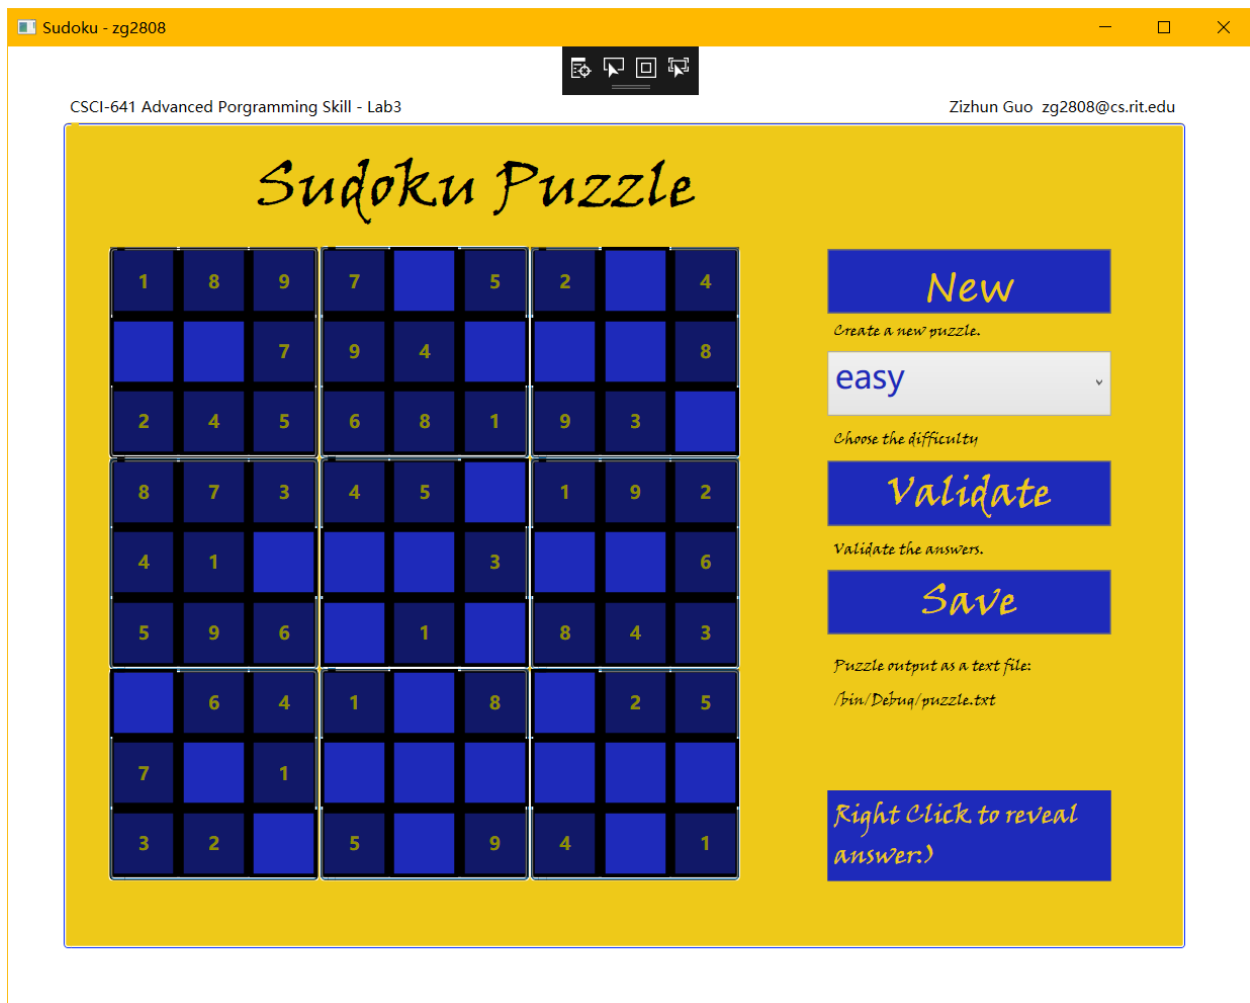 Sudoku - zg2808
CSCI-641 Advanced Porgramming Skill - Lab3
Zizhun Guo  zg2808@cs.rit.edu
Sudoku Puzzle
1 8 9 7 5 2 4
7 9 4 8
2 4 5 6 8 1 9 3
8 7 3 4 5 1 9 2
4 1 3 6
5 9 6 1 8 4 3
6 4 1 8 2 5
7 1
3 2 5 9 4 1
New
Create a new puzzle.
easy
Choose the difficulty
Validate
Validate the answers.
Save
Puzzle output as a text file:
/bin/Debug/puzzle.txt
Right Click to reveal
answer:)